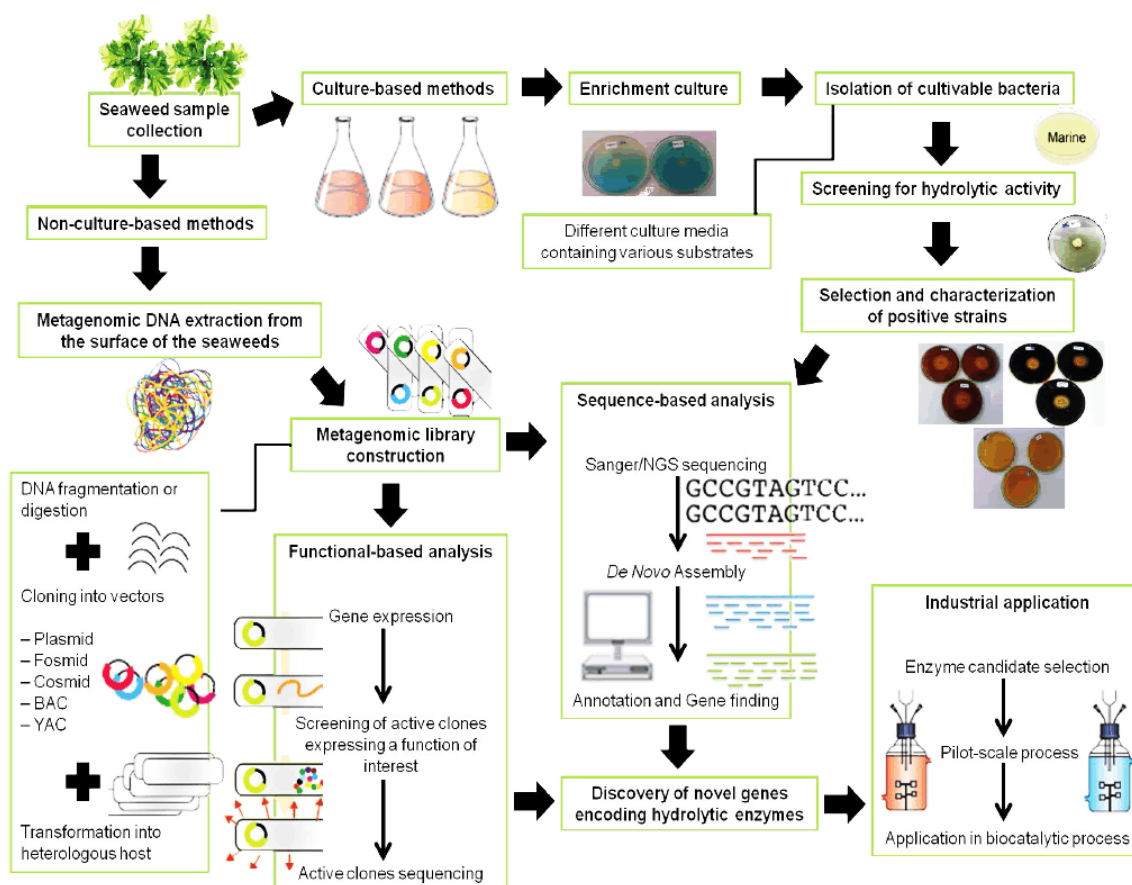 Seaweed sample
collection
Culture-based methods
Enrichment culture
Isolation of cultivable bacteria
Marine
Screening for hydrolytic activity
Different culture media
containing various substrates
Selection and characterization
of positive strains
Non-culture-based methods
Metagenomic DNA extraction from
the surface of the seaweeds
Metagenomic library
construction
DNA fragmentation or
digestion
Cloning into vectors
– Plasmid
– Fosmid
– Cosmid
– BAC
– YAC
Transformation into
heterologous host
Functional-based analysis
Gene expression
Screening of active clones
expressing a function of
interest
Active clones sequencing
Sequence-based analysis
Sanger/NGS sequencing
GCCGTAGTCC...
GCCGTAGTCC...
De Novo Assembly
Annotation and Gene finding
Discovery of novel genes
encoding hydrolytic enzymes
Industrial application
Enzyme candidate selection
Pilot-scale process
Application in biocatalytic process